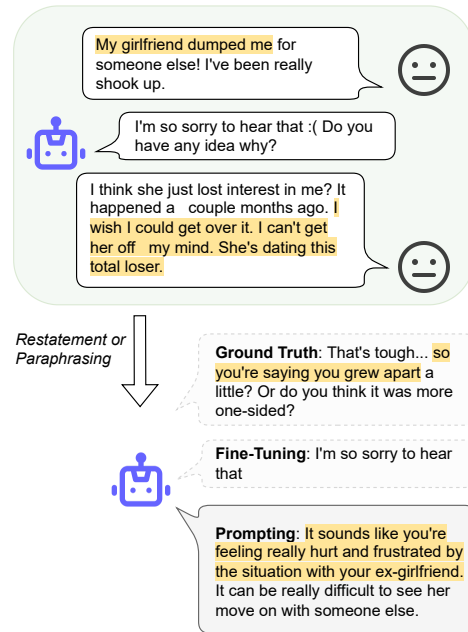 My girlfriend dumped me for
someone else! I've been really
shook up.
I'm so sorry to hear that :( Do you
have any idea why?
I think she just lost interest in me? It
happened a couple months ago. I
wish I could get over it. I can't get
her off my mind. She's dating this
total loser.
Restatement or
Paraphrasing
Ground Truth: That's tough... so
you're saying you grew apart a
little? Or do you think it was more
one-sided?
Fine-Tuning: I'm so sorry to hear
that
Prompting: It sounds like you're
feeling really hurt and frustrated by
the situation with your ex-girlfriend.
It can be really difficult to see her
move on with someone else.